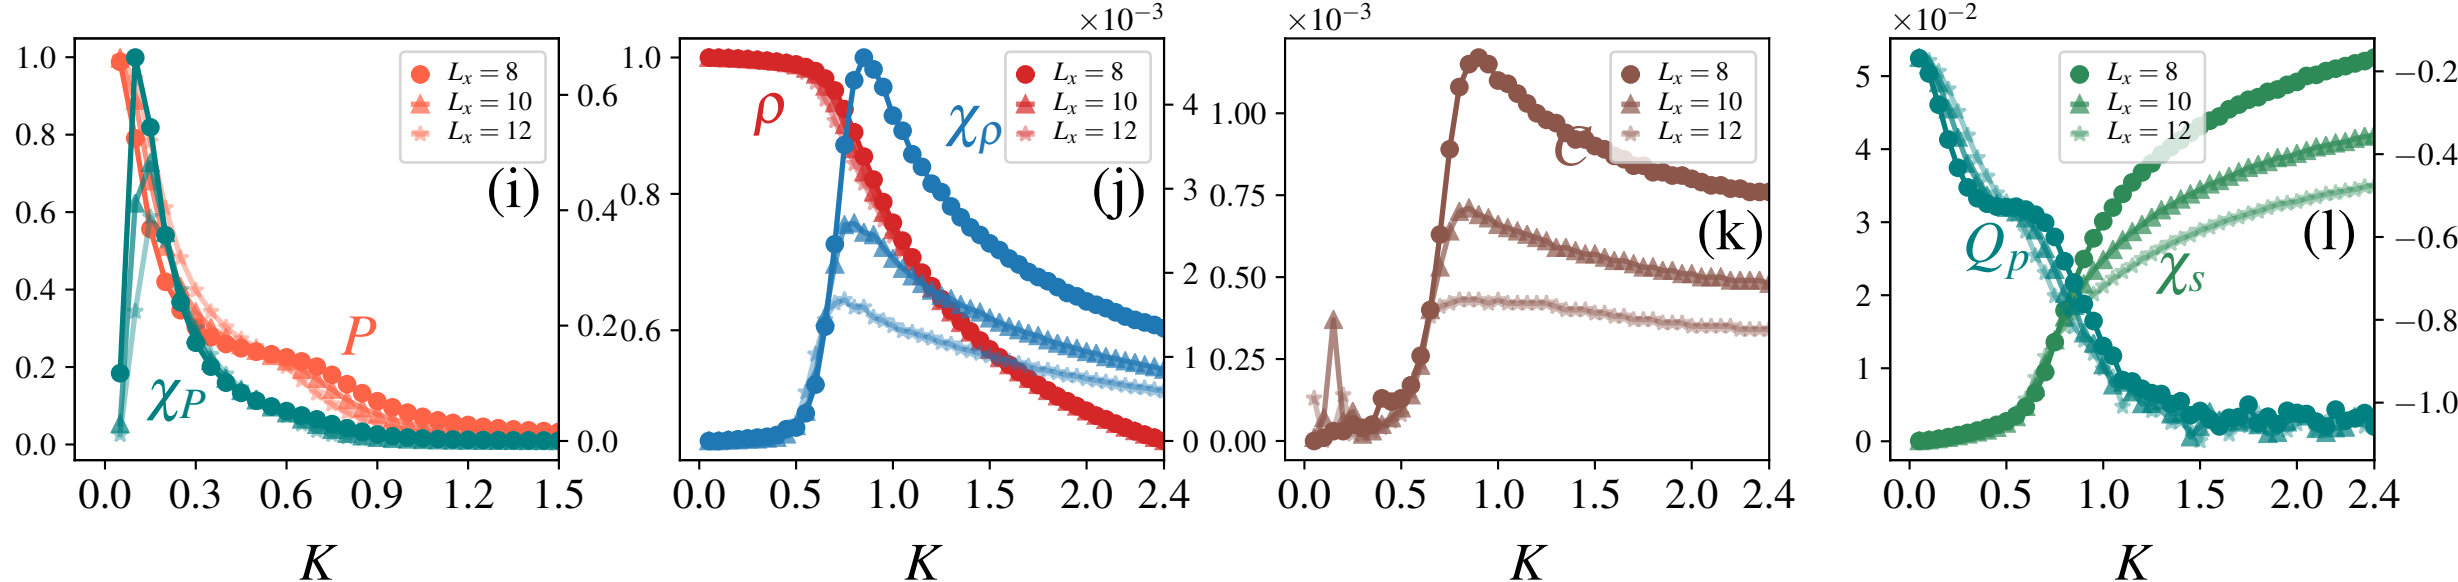 1.0
0.8
0.6
0.4
0.2
0.0
0.0 0.3 0.6 0.9 1.2 1.5
0.6
0.4
0.2
0.0
L_x = 8
L_x = 10
L_x = 12
(i)
P
χ_P
K
×10⁻³
1.0
0.8
0.6
0.0 0.5 1.0 1.5 2.0 2.4
4
3
2
1
0
L_x = 8
L_x = 10
L_x = 12
ρ
χ_ρ
(j)
K
×10⁻³
1.00
0.75
0.50
0.25
0.00
0.0 0.5 1.0 1.5 2.0 2.4
L_x = 8
L_x = 10
L_x = 12
C
(k)
K
×10⁻²
5
4
3
2
1
0
0.0 0.5 1.0 1.5 2.0 2.4
−0.2
−0.4
−0.6
−0.8
−1.0
L_x = 8
L_x = 10
L_x = 12
Q_p
χ_s
(l)
K